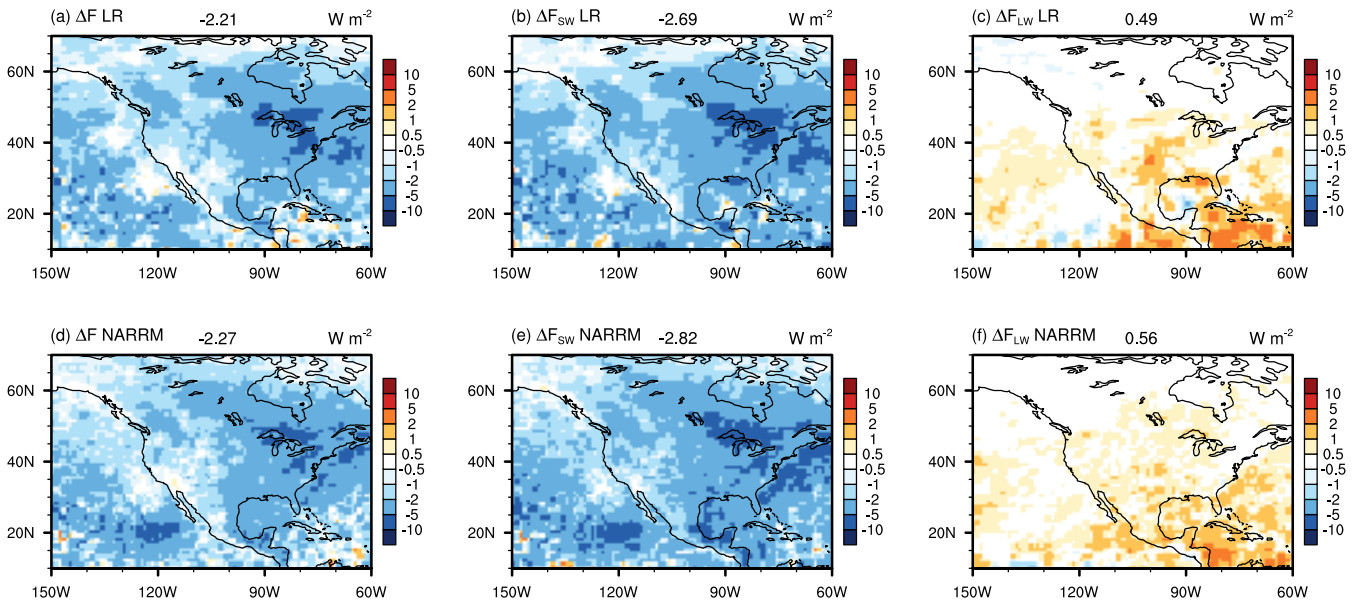 (a) ΔF LR -2.21 W m⁻²
60N
40N
20N
150W 120W 90W 60W
10
5
2
1
0.5
-0.5
-1
-2
-5
-10
(b) ΔF_SW LR -2.69 W m⁻²
60N
40N
20N
150W 120W 90W 60W
10
5
2
1
0.5
-0.5
-1
-2
-5
-10
(c) ΔF_LW LR 0.49 W m⁻²
60N
40N
20N
150W 120W 90W 60W
10
5
2
1
0.5
-0.5
-1
-2
-5
-10
(d) ΔF NARRM -2.27 W m⁻²
60N
40N
20N
150W 120W 90W 60W
10
5
2
1
0.5
-0.5
-1
-2
-5
-10
(e) ΔF_SW NARRM -2.82 W m⁻²
60N
40N
20N
150W 120W 90W 60W
10
5
2
1
0.5
-0.5
-1
-2
-5
-10
(f) ΔF_LW NARRM 0.56 W m⁻²
60N
40N
20N
150W 120W 90W 60W
10
5
2
1
0.5
-0.5
-1
-2
-5
-10